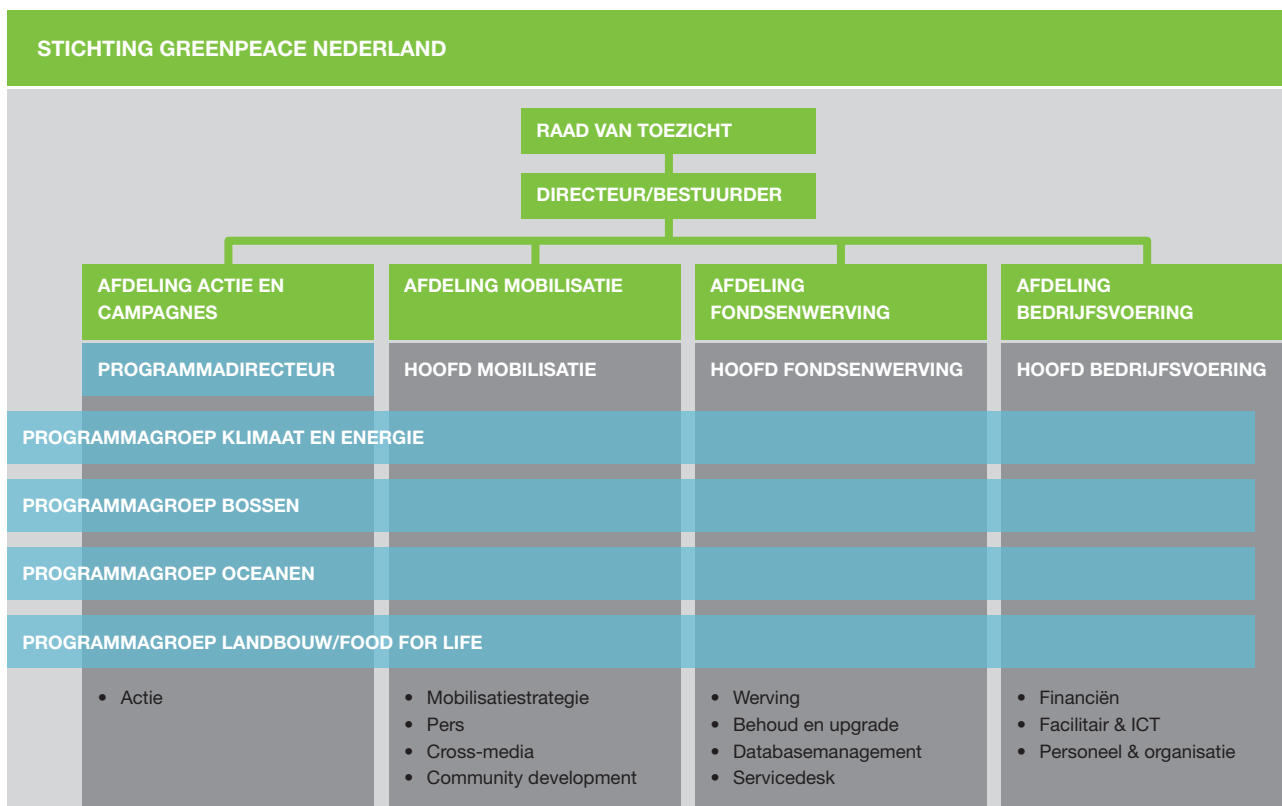 STICHTING GREENPEACE NEDERLAND
RAAD VAN TOEZICHT
DIRECTEUR/BESTUURDER
AFDELING ACTIE EN
CAMPAGNES
AFDELING MOBILISATIE
AFDELING
FONDSENWERVING
AFDELING
BEDRIJFSVOERING
PROGRAMMADIRECTEUR
HOOFD MOBILISATIE
HOOFD FONDSENWERVING
HOOFD BEDRIJFSVOERING
PROGRAMMAGROEP KLIMAAT EN ENERGIE
PROGRAMMAGROEP BOSSEN
PROGRAMMAGROEP OCEANEN
PROGRAMMAGROEP LANDBOUW/FOOD FOR LIFE
• Actie
• Mobilisatiestrategie
• Pers
• Cross-media
• Community development
• Werving
• Behoud en upgrade
• Databasemanagement
• Servicedesk
• Financiën
• Facilitair & ICT
• Personeel & organisatie